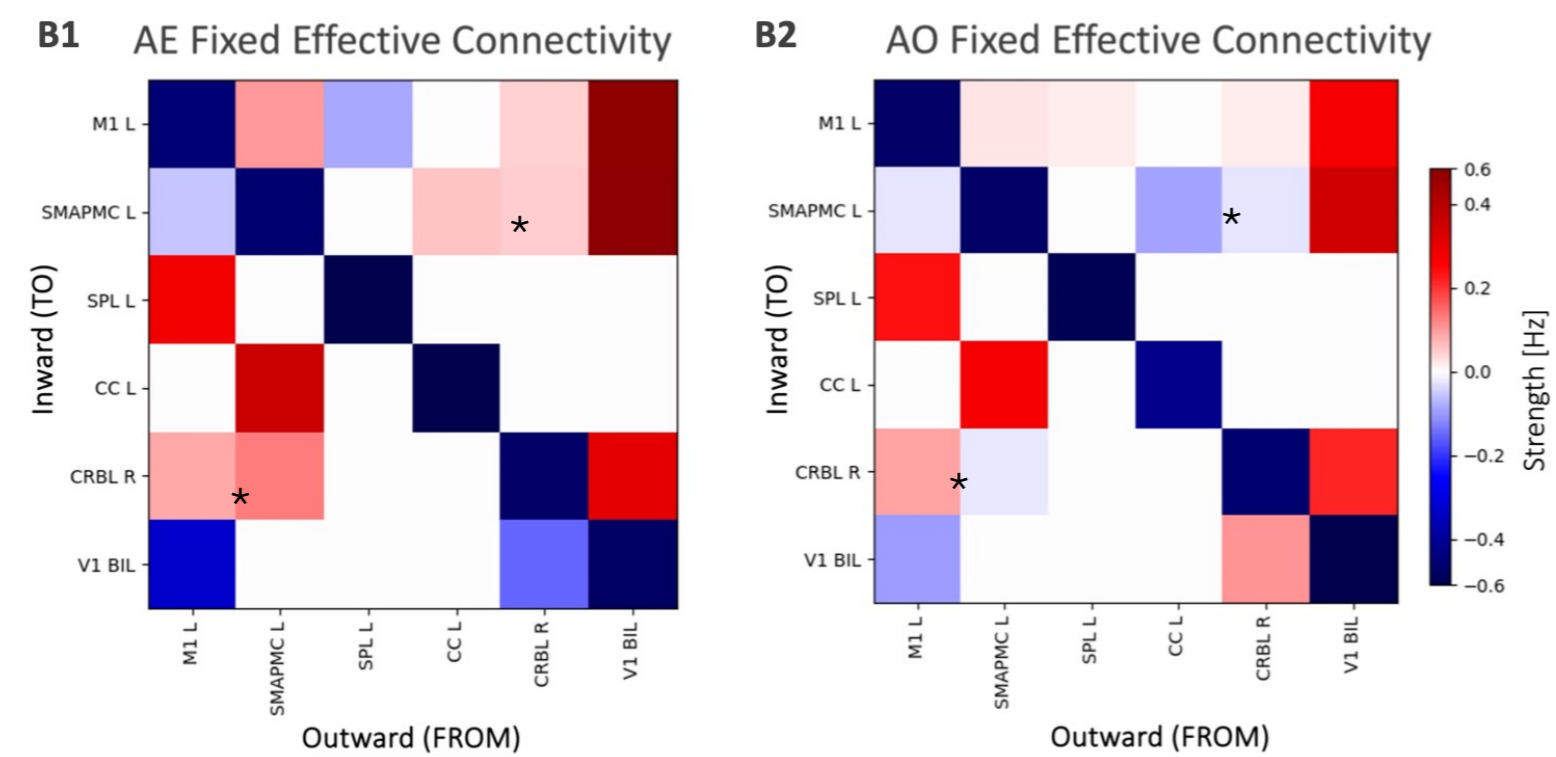 B1 AE Fixed Effective Connectivity
Inward (TO)
M1 L
SMAPMC L
SPL L
CC L
CRBL R
V1 BIL
*
*
M1 L
SMAPMC L
SPL L
CC L
CRBL R
V1 BIL
Outward (FROM)
B2 AO Fixed Effective Connectivity
Inward (TO)
M1 L
SMAPMC L
SPL L
CC L
CRBL R
V1 BIL
*
*
M1 L
SMAPMC L
SPL L
CC L
CRBL R
V1 BIL
Outward (FROM)
0.6
0.4
0.2
0.0
−0.2
−0.4
−0.6
Strength [Hz]